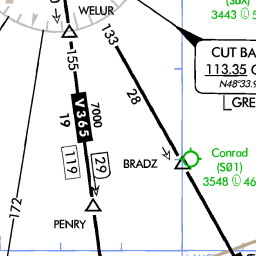 WELUR
3443
133
CUT BA
113.35
N48°33.9
GRE
155
V365
7000
19
28
119
29
BRADZ
Conrad
(S01)
3548 46
172
PENRY